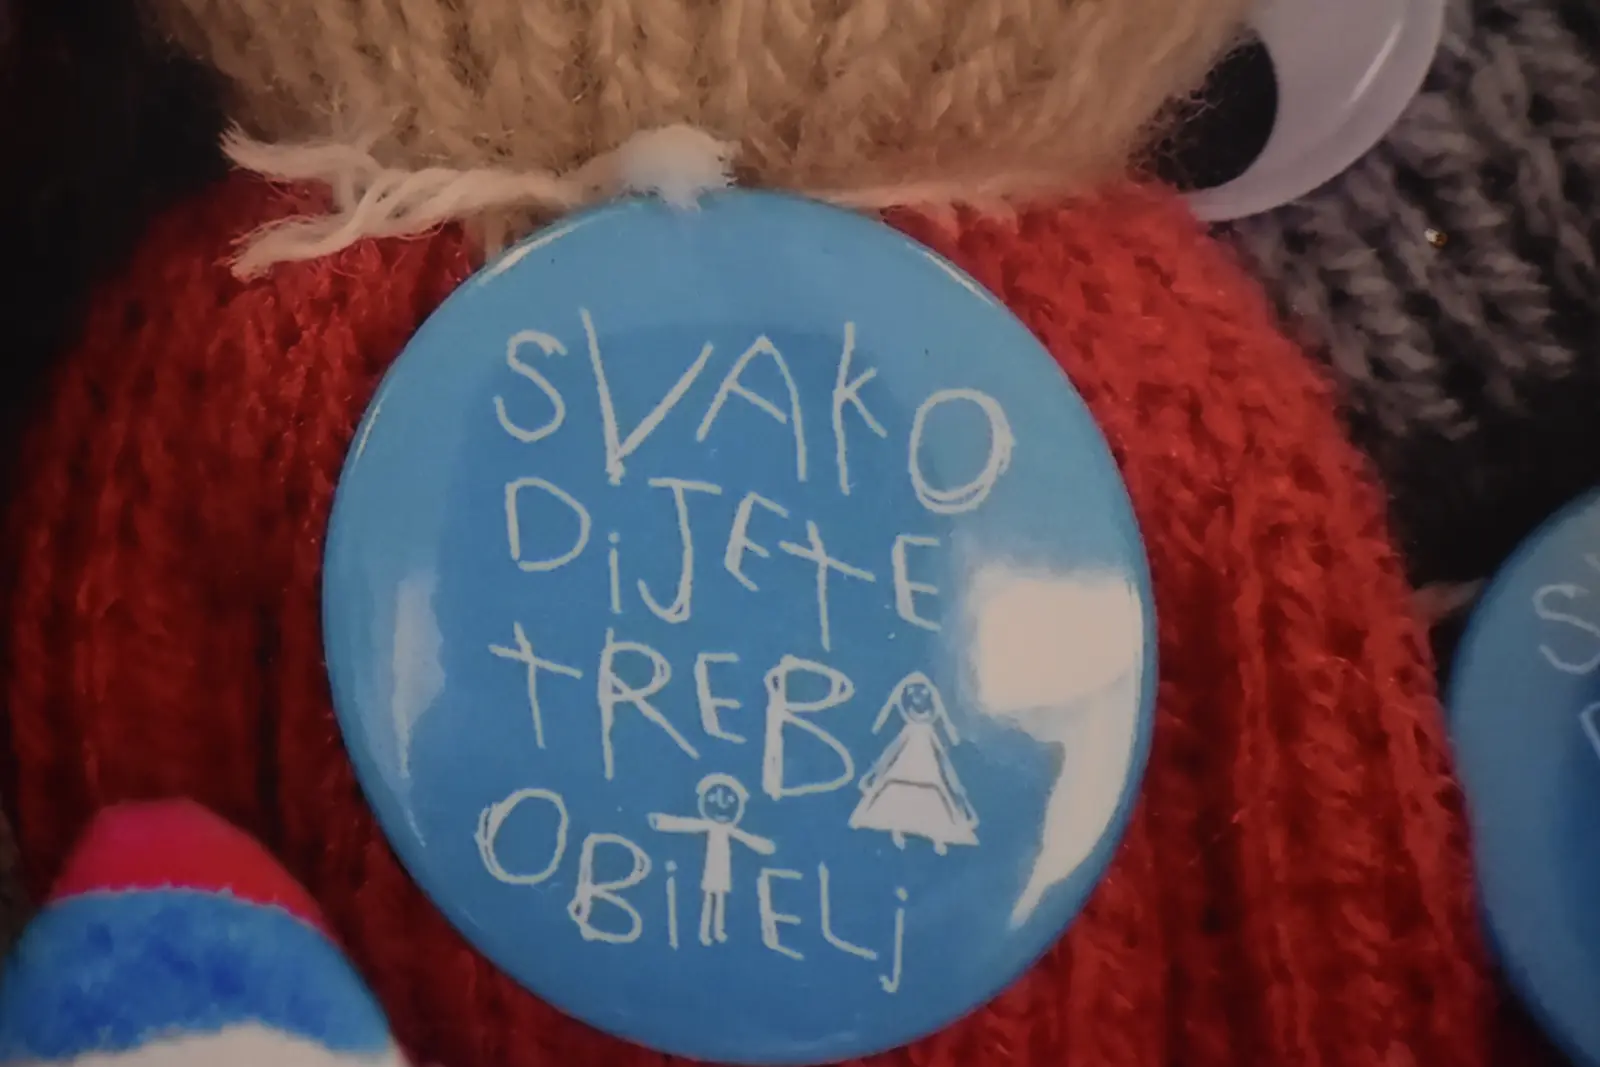 SVAKO
DiJETE
tREBA
OBiTELj